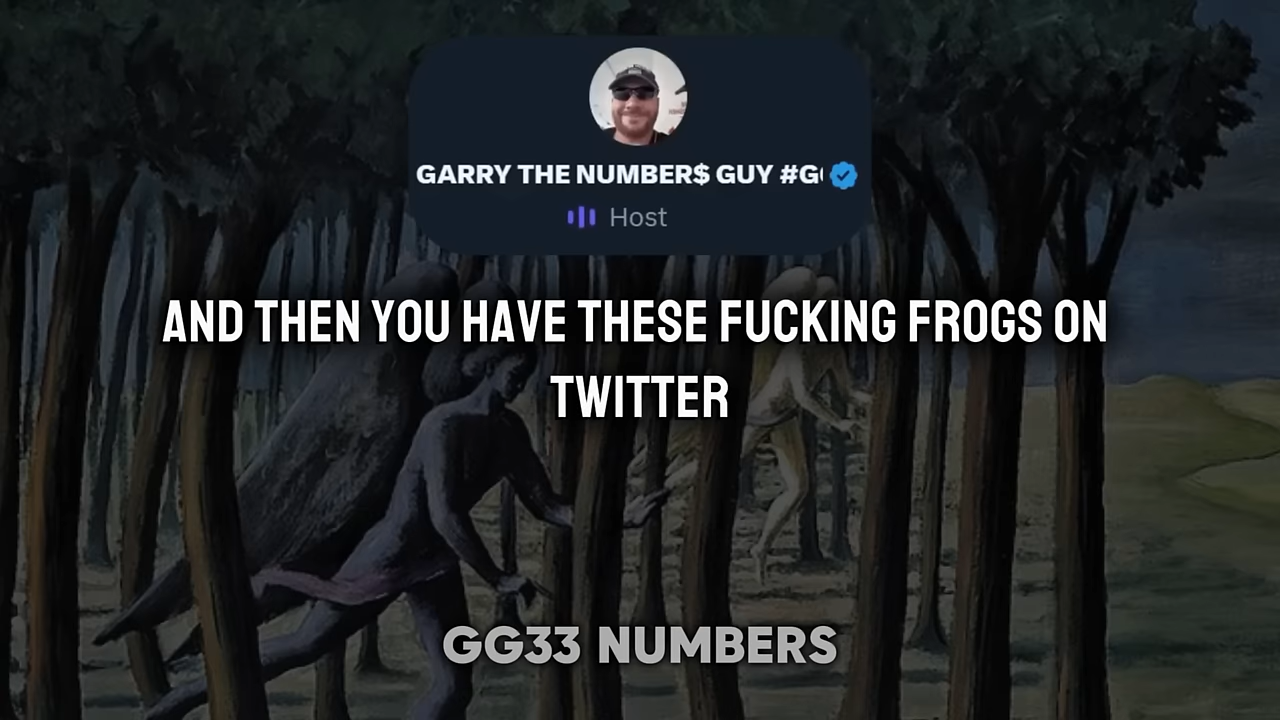 GARRY THE NUMBER$ GUY #G
Host
AND THEN YOU HAVE THESE FUCKING FROGS ON
TWITTER
GG33 NUMBERS